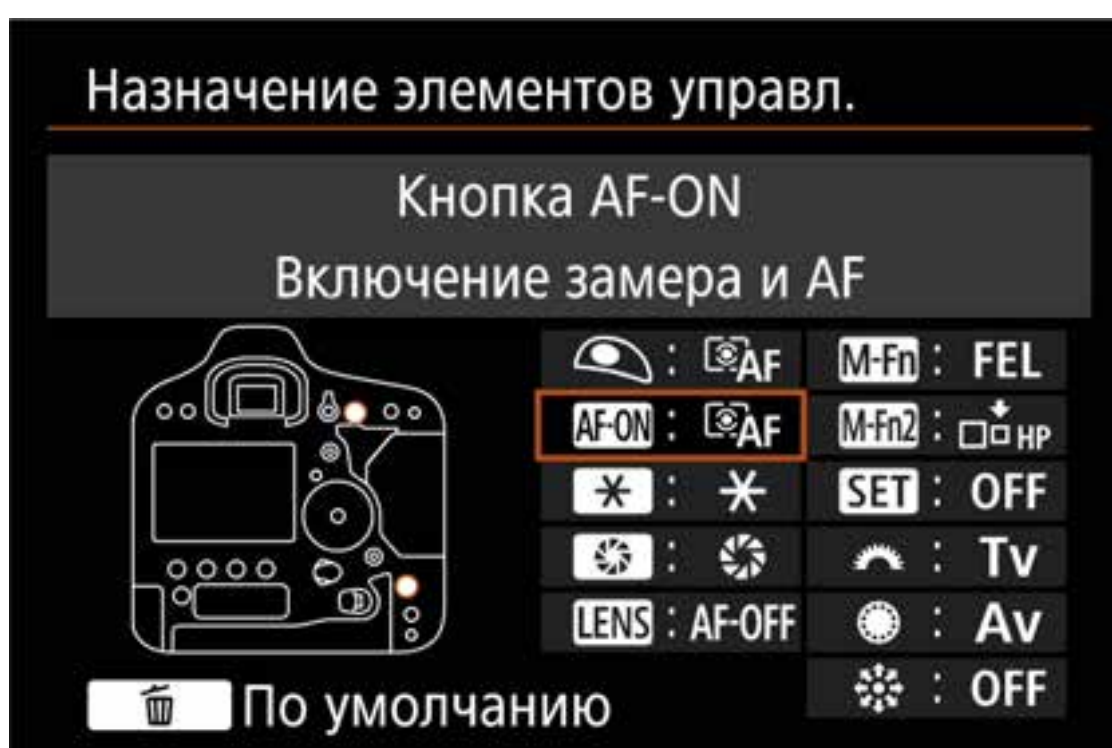 Назначение элементов управл.
Кнопка AF-ON
Включение замера и AF
: AF
M-Fn : FEL
AF-ON : AF
M-Fn2 : HP
SET : OFF
: Tv
LENS : AF-OFF
: Av
: OFF
По умолчанию